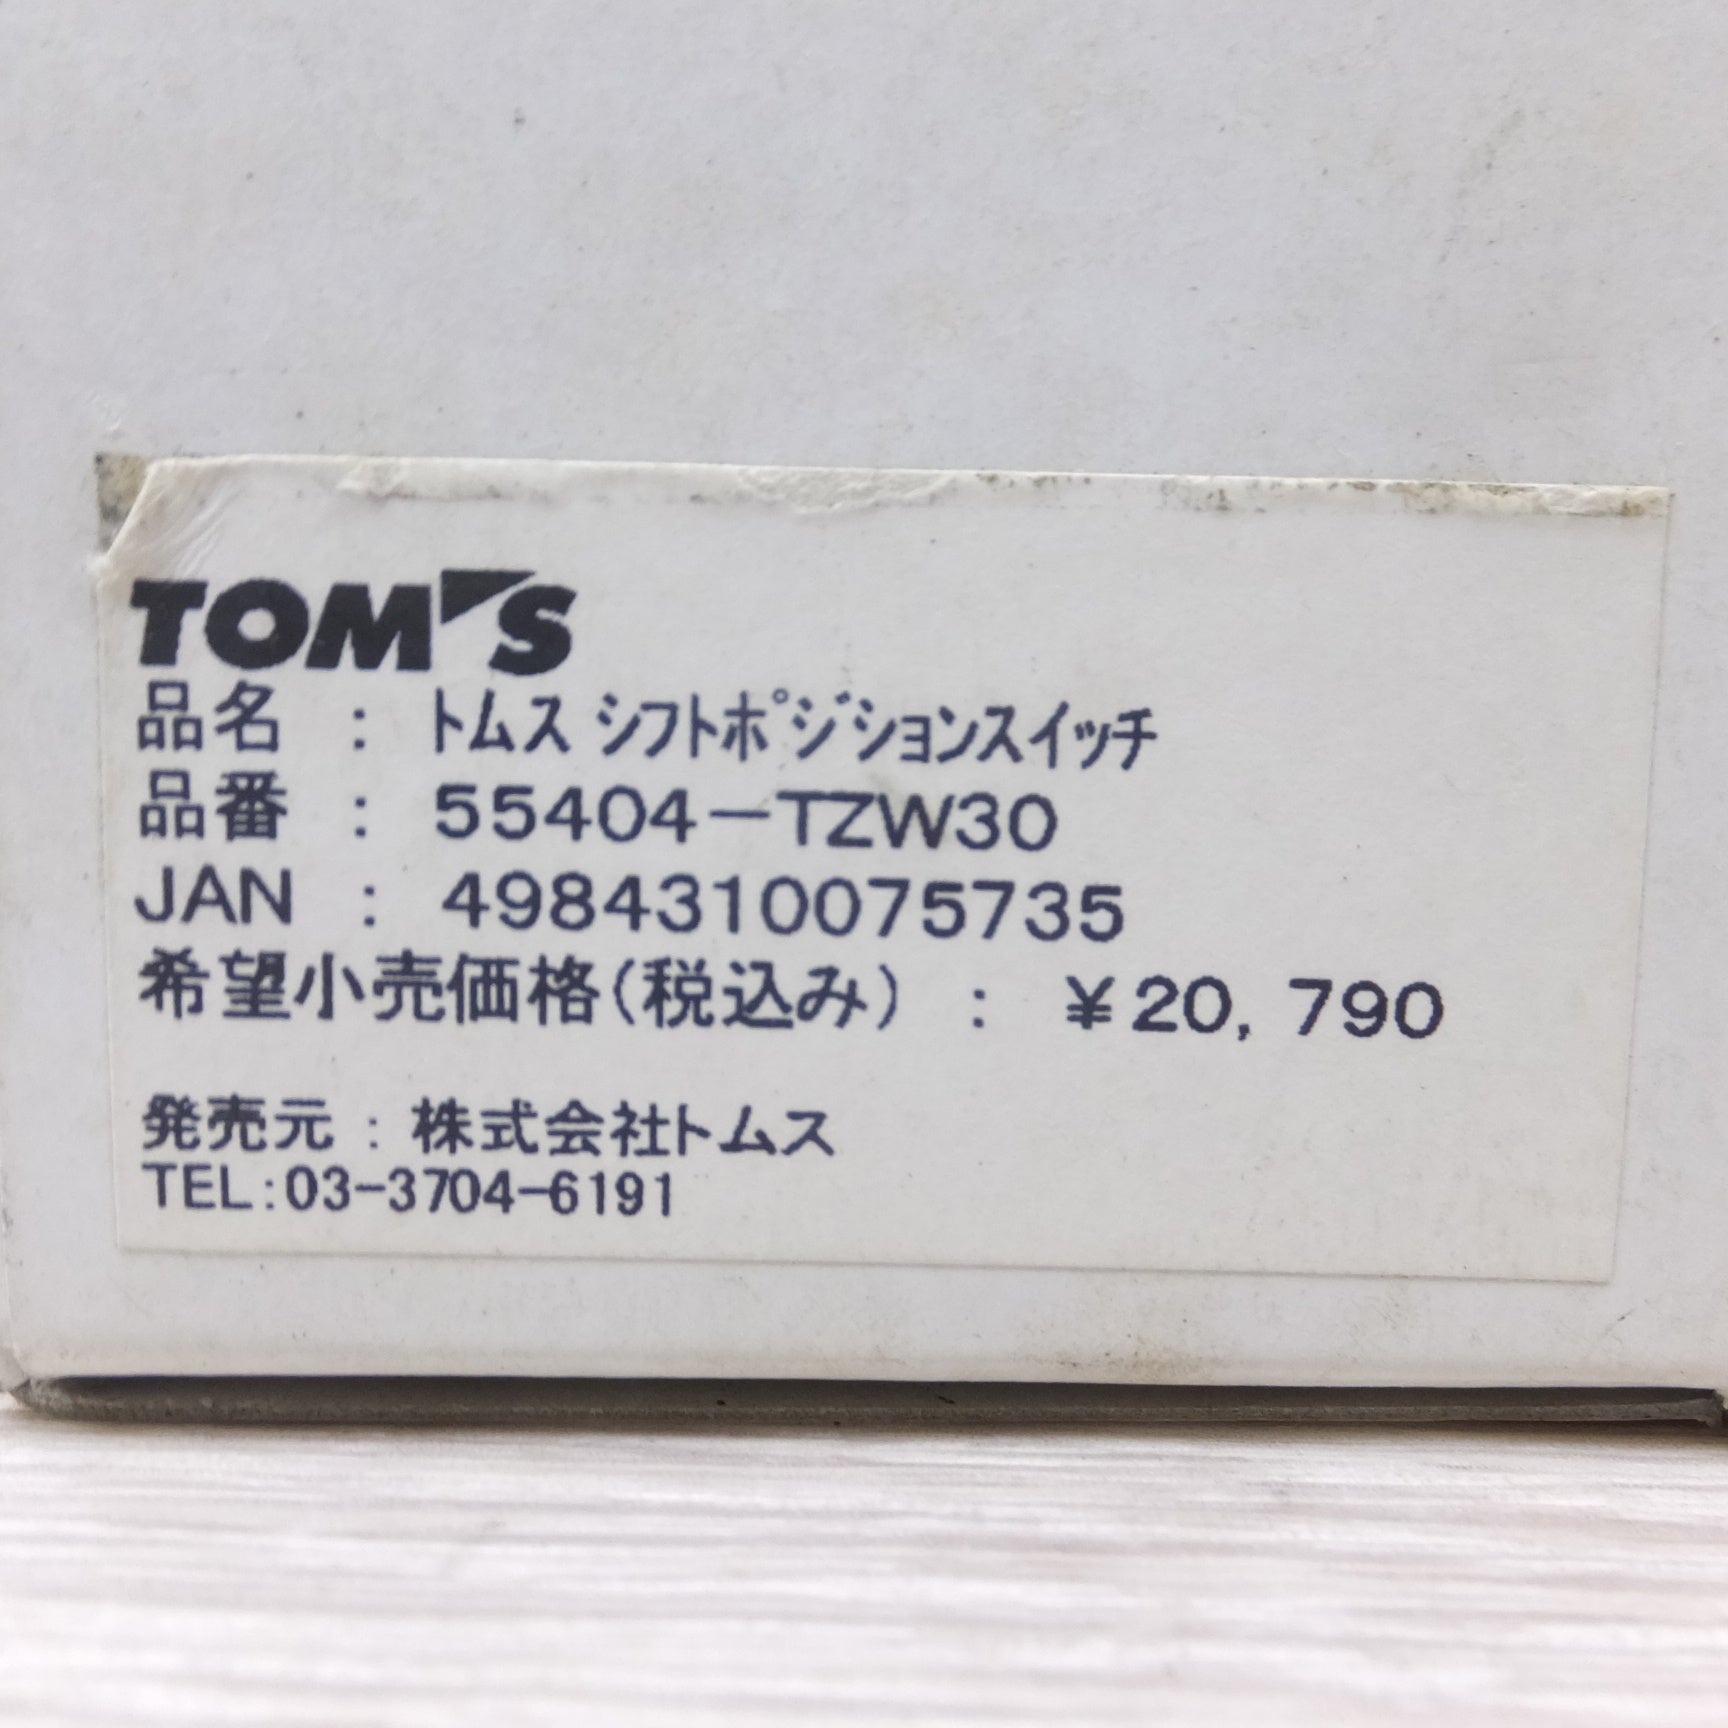 TOM'S
品名 : ﾄﾑｽ ｼﾌﾄﾎﾟｼﾞｼｮﾝｽｲｯﾁ
品番 : 55404-TZW30
JAN : 4984310075735
希望小売価格(税込み) : ¥20,790
発売元 : 株式会社トムス
TEL:03-3704-6191